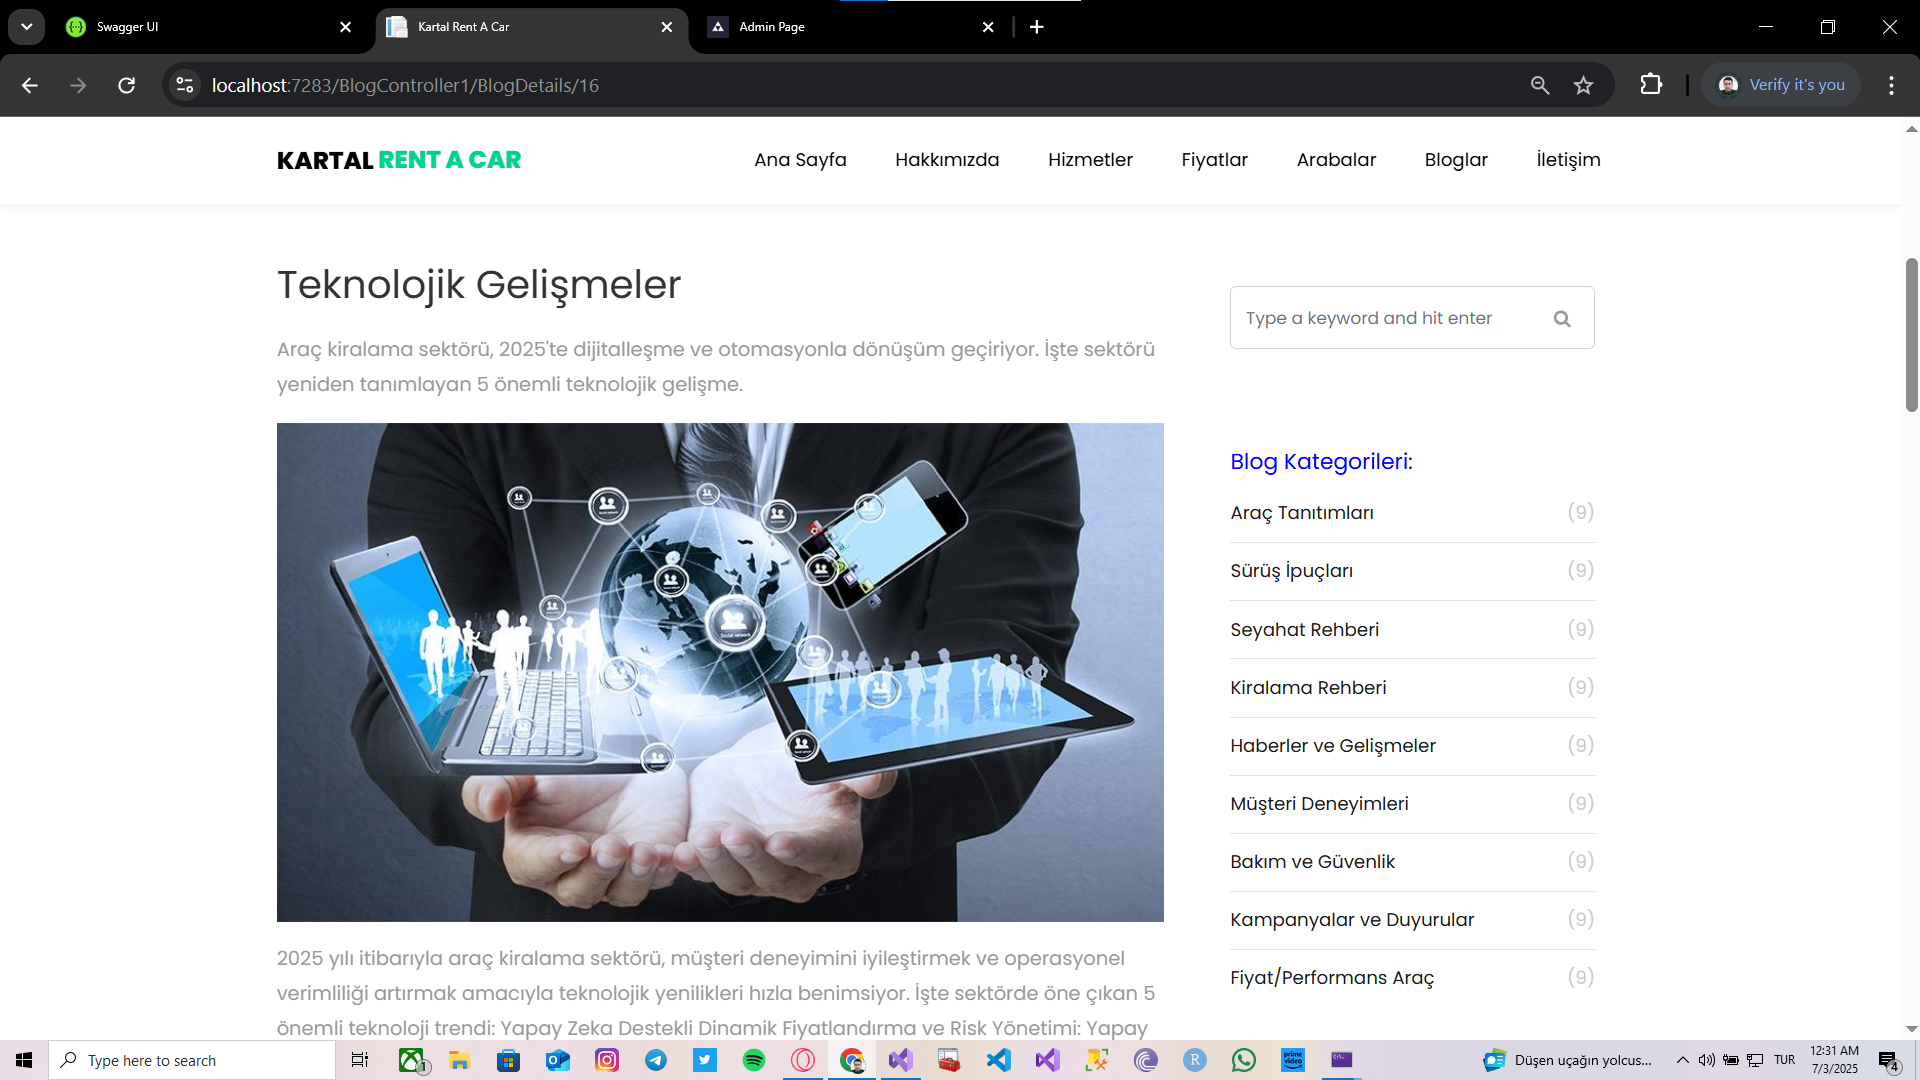 Swagger UI
Kartal Rent A Car
Admin Page
localhost:7283/BlogController1/BlogDetails/16
Verify it's you
KARTAL RENT A CAR
Ana Sayfa
Hakkımızda
Hizmetler
Fiyatlar
Arabalar
Bloglar
İletişim
Teknolojik Gelişmeler
Araç kiralama sektörü, 2025'te dijitalleşme ve otomasyonla dönüşüm geçiriyor. İşte sektörü
yeniden tanımlayan 5 önemli teknolojik gelişme.
Social network
2025 yılı itibarıyla araç kiralama sektörü, müşteri deneyimini iyileştirmek ve operasyonel
verimliliği artırmak amacıyla teknolojik yenilikleri hızla benimsiyor. İşte sektörde öne çıkan 5
önemli teknoloji trendi: Yapay Zeka Destekli Dinamik Fiyatlandırma ve Risk Yönetimi: Yapay
Type a keyword and hit enter
Blog Kategorileri:
Araç Tanıtımları (9)
Sürüş İpuçları (9)
Seyahat Rehberi (9)
Kiralama Rehberi (9)
Haberler ve Gelişmeler (9)
Müşteri Deneyimleri (9)
Bakım ve Güvenlik (9)
Kampanyalar ve Duyurular (9)
Fiyat/Performans Araç (9)
Type here to search
1
prime video
Düşen uçağın yolcus...
TUR
12:31 AM
7/3/2025
4